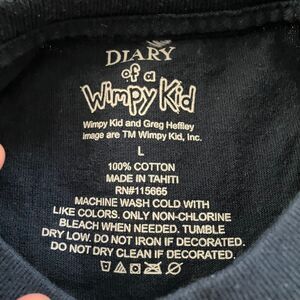 DIARY
of a
Wimpy Kid
Wimpy Kid and Greg Heffley
image are TM Wimpy Kid, Inc.
L
100% COTTON
MADE IN TAHITI
RN#115665
MACHINE WASH COLD WITH
LIKE COLORS. ONLY NON-CHLORINE
BLEACH WHEN NEEDED. TUMBLE
DRY LOW. DO NOT IRON IF DECORATED.
DO NOT DRY CLEAN IF DECORATED.